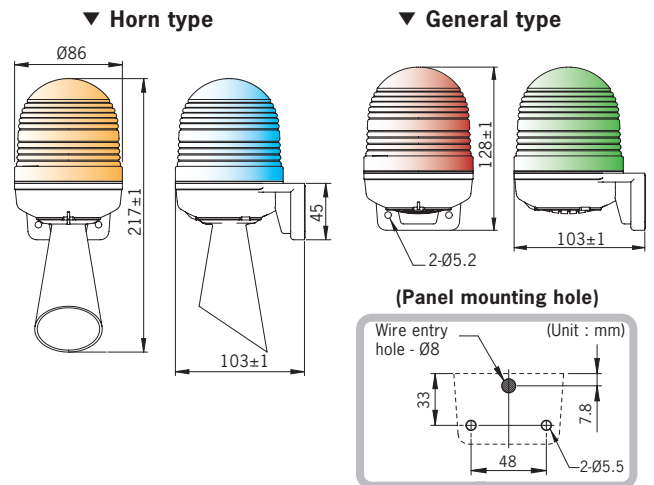 ▼ Horn type
Ø86
217±1
45
103±1
▼ General type
128±1
2-Ø5.2
103±1
(Panel mounting hole)
Wire entry
hole - Ø8
(Unit : mm)
33
7.8
48
2-Ø5.5